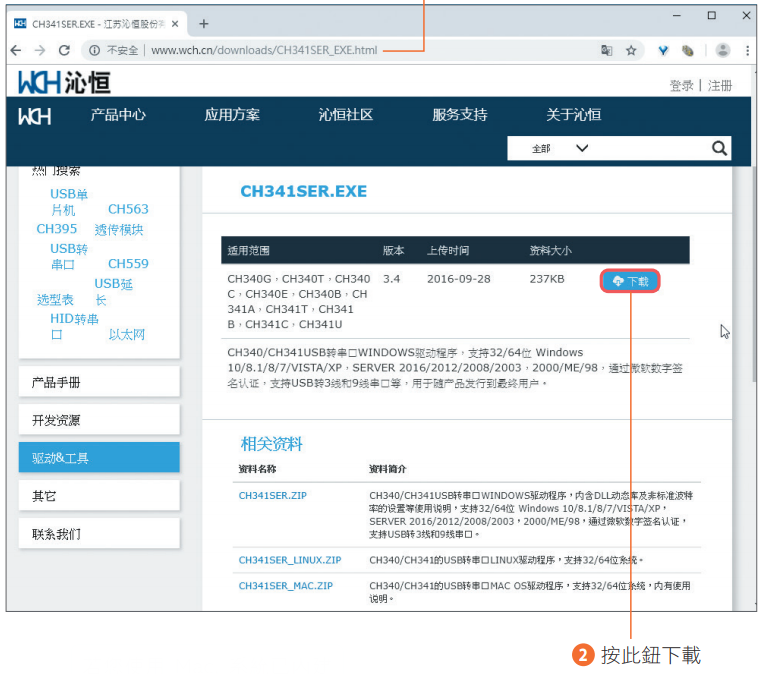 CH341SER.EXE - 江苏沁恒股份
不安全 | www.wch.cn/downloads/CH341SER_EXE.html
WCH 沁恒
登录 | 注册
WCH 产品中心 应用方案 沁恒社区 服务支持 关于沁恒
全部
热门搜索
USB单片机 CH563
CH395 透传模块
USB转串口 CH559
选型表 USB延长
HID转串口 以太网
产品手册
开发资源
驱动&工具
其它
联系我们
CH341SER.EXE
适用范围 版本 上传时间 资料大小
CH340G，CH340T，CH340 3.4 2016-09-28 237KB 下载
C，CH340E，CH340B，CH
341A，CH341T，CH341
B，CH341C，CH341U
CH340/CH341USB转串口WINDOWS驱动程序，支持32/64位 Windows
10/8.1/8/7/VISTA/XP，SERVER 2016/2012/2008/2003，2000/ME/98，通过微软数字签
名认证，支持USB转3线和9线串口等，用于随产品发行到最终用户。
相关资料
资料名称 资料简介
CH341SER.ZIP CH340/CH341USB转串口WINDOWS驱动程序，内含DLL动态库及非标准波特
率的设置等使用说明，支持32/64位 Windows 10/8.1/8/7/VISTA/XP，
SERVER 2016/2012/2008/2003，2000/ME/98，通过微软数字签名认证，
支持USB转3线和9线串口。
CH341SER_LINUX.ZIP CH340/CH341的USB转串口LINUX驱动程序，支持32/64位系统。
CH341SER_MAC.ZIP CH340/CH341的USB转串口MAC OS驱动程序，支持32/64位系统，内有使用
说明。
2 按此鈕下載